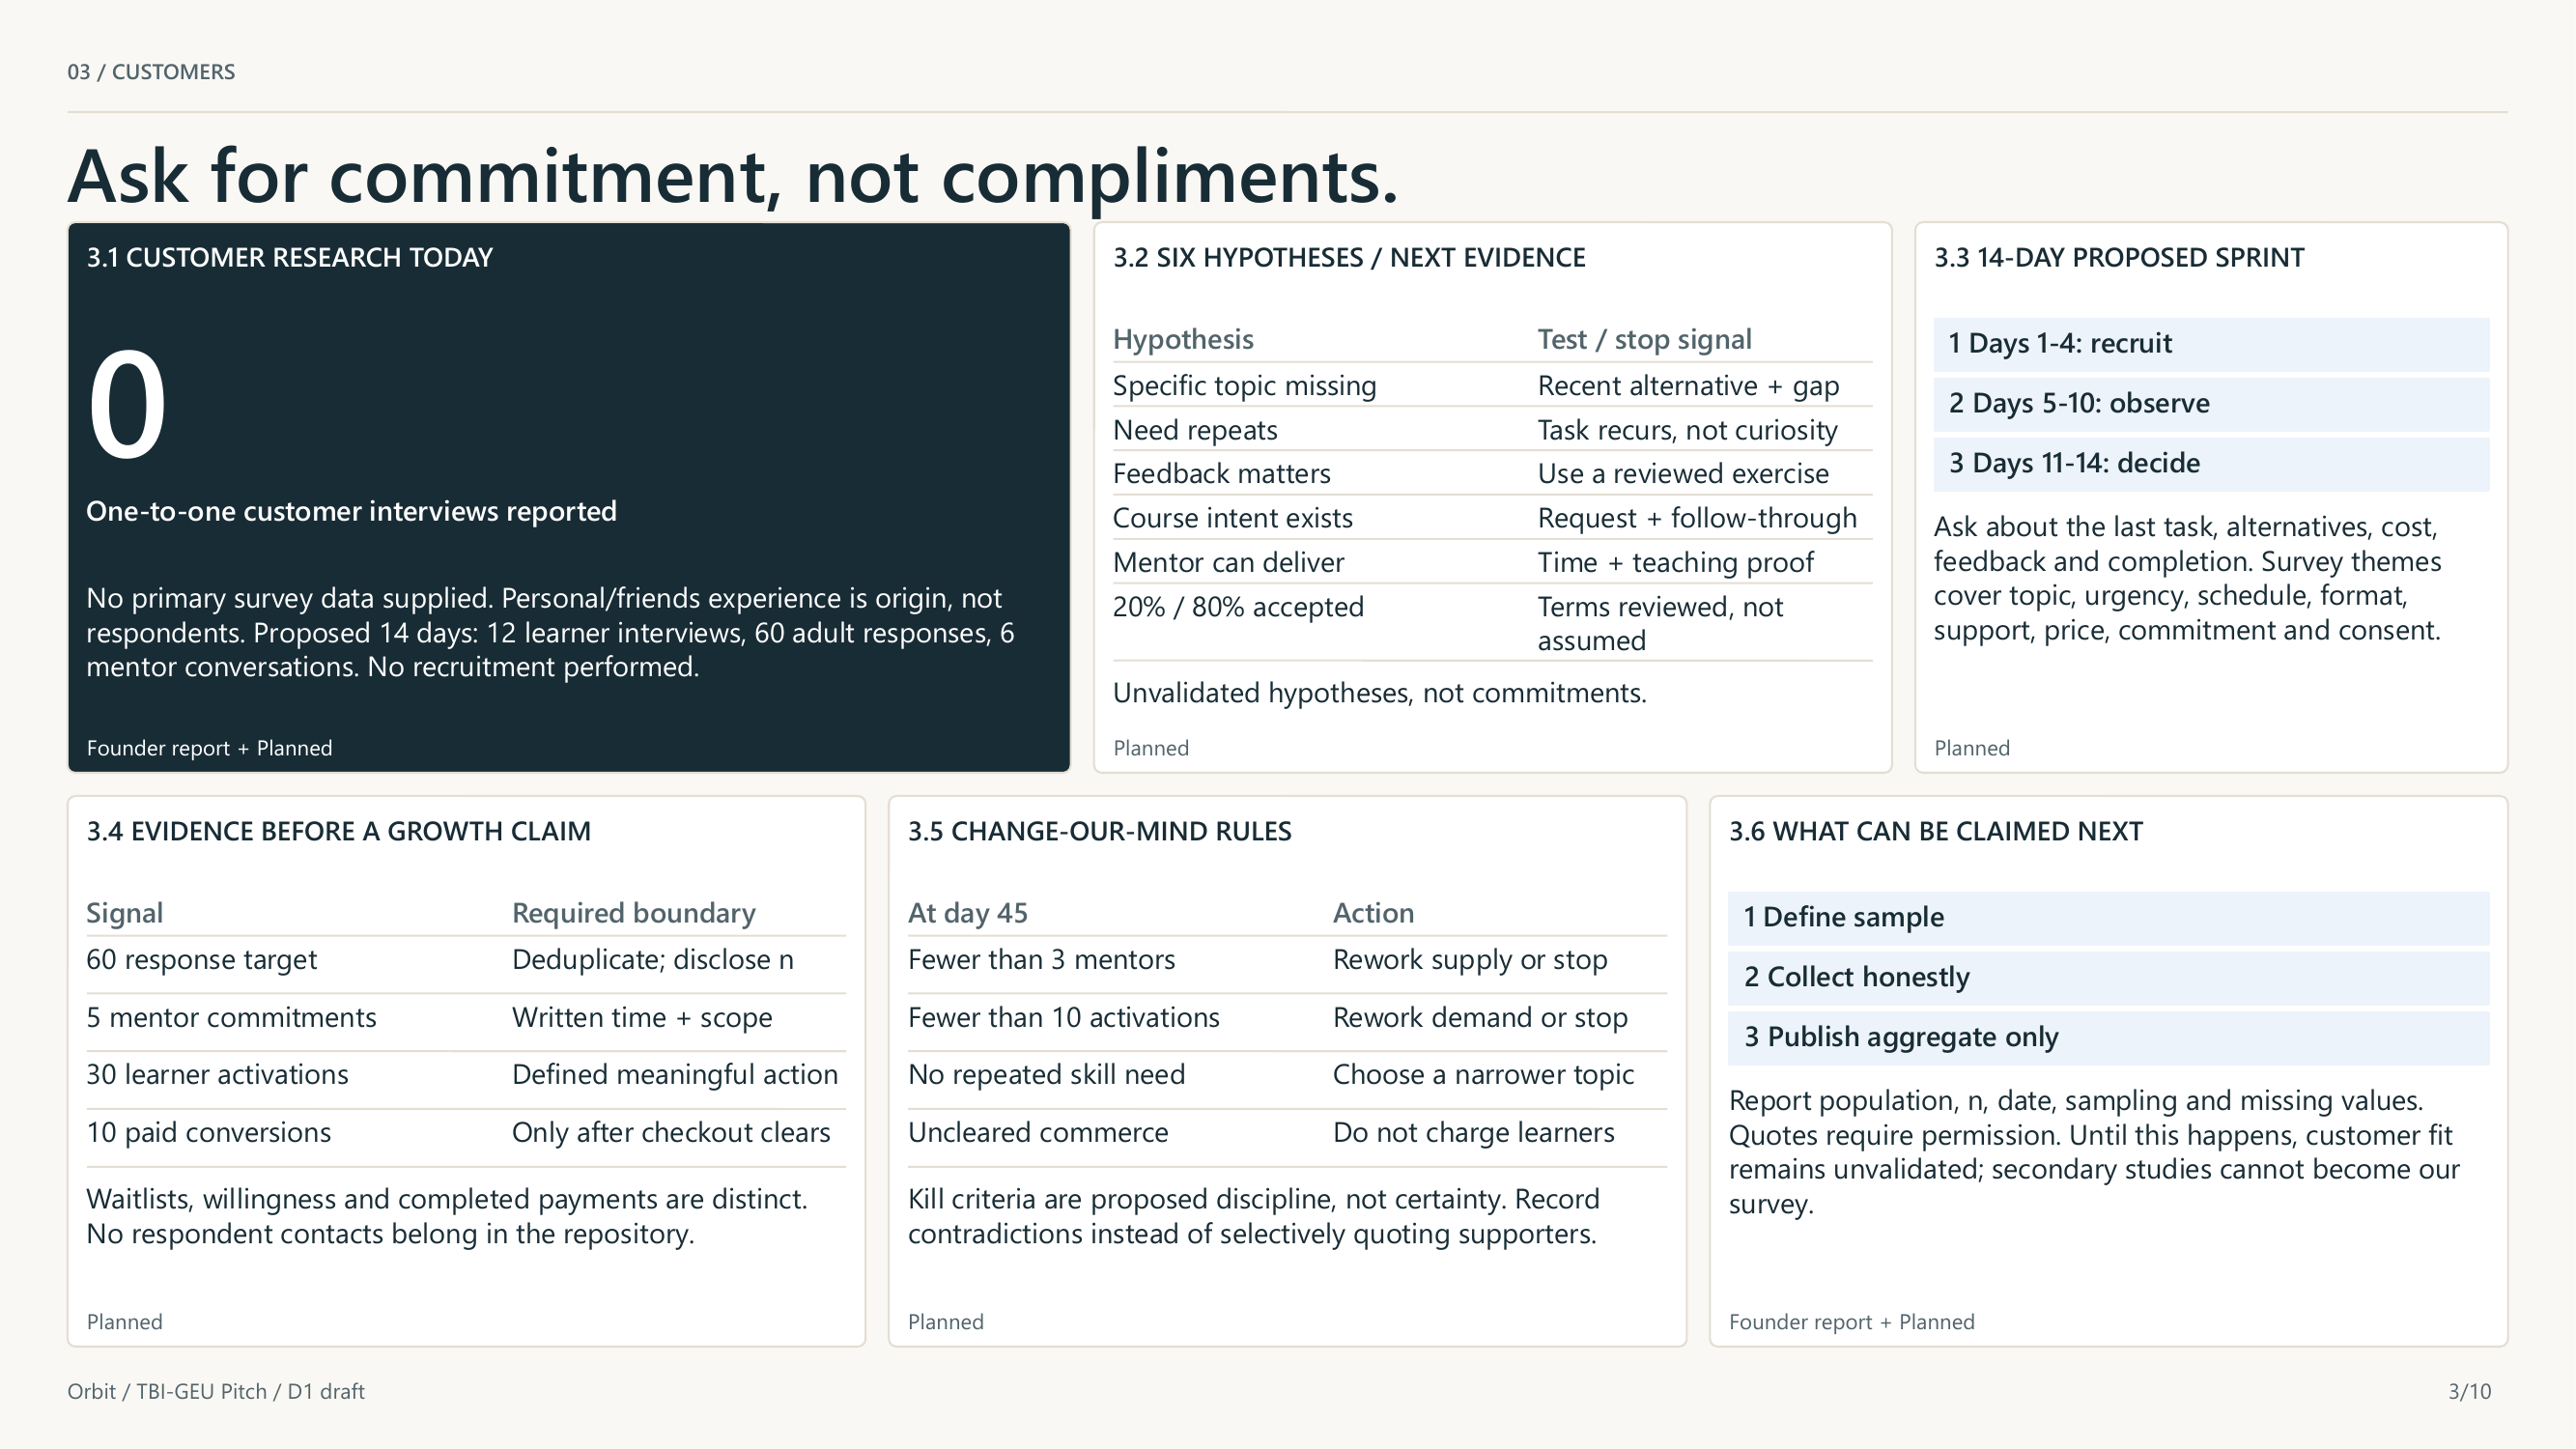 03 / CUSTOMERS
Ask for commitment, not compliments.
3.1 CUSTOMER RESEARCH TODAY
0
One-to-one customer interviews reported
No primary survey data supplied. Personal/friends experience is origin, not
respondents. Proposed 14 days: 12 learner interviews, 60 adult responses, 6
mentor conversations. No recruitment performed.
Founder report + Planned
3.2 SIX HYPOTHESES / NEXT EVIDENCE
Hypothesis Test / stop signal
Specific topic missing Recent alternative + gap
Need repeats Task recurs, not curiosity
Feedback matters Use a reviewed exercise
Course intent exists Request + follow-through
Mentor can deliver Time + teaching proof
20% / 80% accepted Terms reviewed, not
assumed
Unvalidated hypotheses, not commitments.
Planned
3.3 14-DAY PROPOSED SPRINT
1 Days 1-4: recruit
2 Days 5-10: observe
3 Days 11-14: decide
Ask about the last task, alternatives, cost,
feedback and completion. Survey themes
cover topic, urgency, schedule, format,
support, price, commitment and consent.
Planned
3.4 EVIDENCE BEFORE A GROWTH CLAIM
Signal Required boundary
60 response target Deduplicate; disclose n
5 mentor commitments Written time + scope
30 learner activations Defined meaningful action
10 paid conversions Only after checkout clears
Waitlists, willingness and completed payments are distinct.
No respondent contacts belong in the repository.
Planned
3.5 CHANGE-OUR-MIND RULES
At day 45 Action
Fewer than 3 mentors Rework supply or stop
Fewer than 10 activations Rework demand or stop
No repeated skill need Choose a narrower topic
Uncleared commerce Do not charge learners
Kill criteria are proposed discipline, not certainty. Record
contradictions instead of selectively quoting supporters.
Planned
3.6 WHAT CAN BE CLAIMED NEXT
1 Define sample
2 Collect honestly
3 Publish aggregate only
Report population, n, date, sampling and missing values.
Quotes require permission. Until this happens, customer fit
remains unvalidated; secondary studies cannot become our
survey.
Founder report + Planned
Orbit / TBI-GEU Pitch / D1 draft
3/10